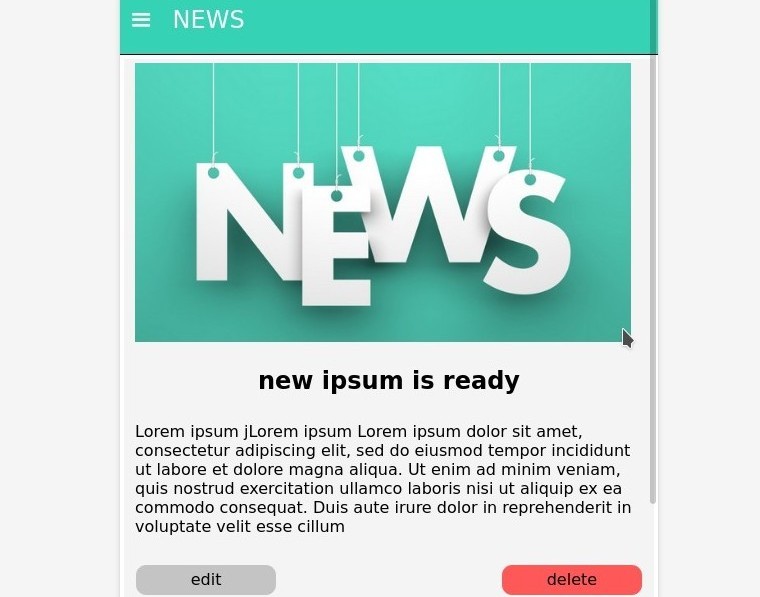 NEWS
NEWS
new ipsum is ready
Lorem ipsum jLorem ipsum Lorem ipsum dolor sit amet,
consectetur adipiscing elit, sed do eiusmod tempor incididunt
ut labore et dolore magna aliqua. Ut enim ad minim veniam,
quis nostrud exercitation ullamco laboris nisi ut aliquip ex ea
commodo consequat. Duis aute irure dolor in reprehenderit in
voluptate velit esse cillum
edit
delete